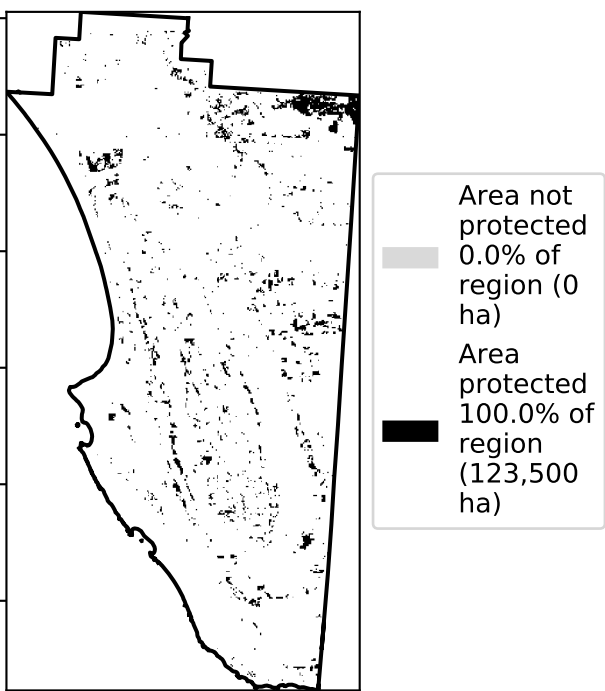 Area not
protected
0.0% of
region (0
ha)
Area
protected
100.0% of
region
(123,500
ha)